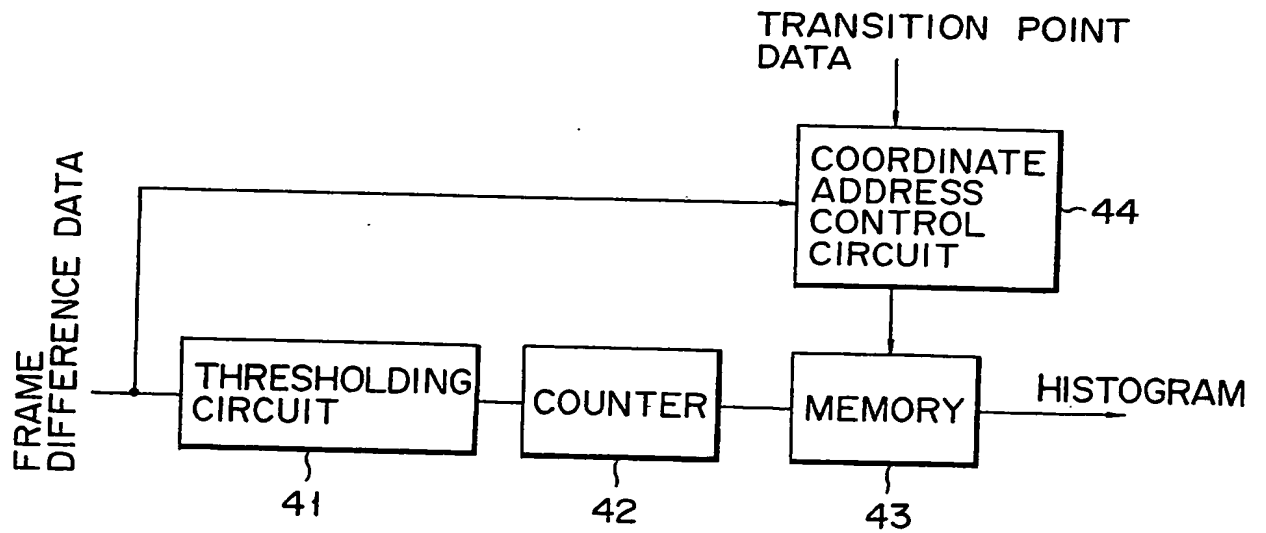 TRANSITION POINT
DATA
COORDINATE
ADDRESS
CONTROL
CIRCUIT
44
FRAME
DIFFERENCE DATA
THRESHOLDING
CIRCUIT
41
COUNTER
42
MEMORY
43
HISTOGRAM